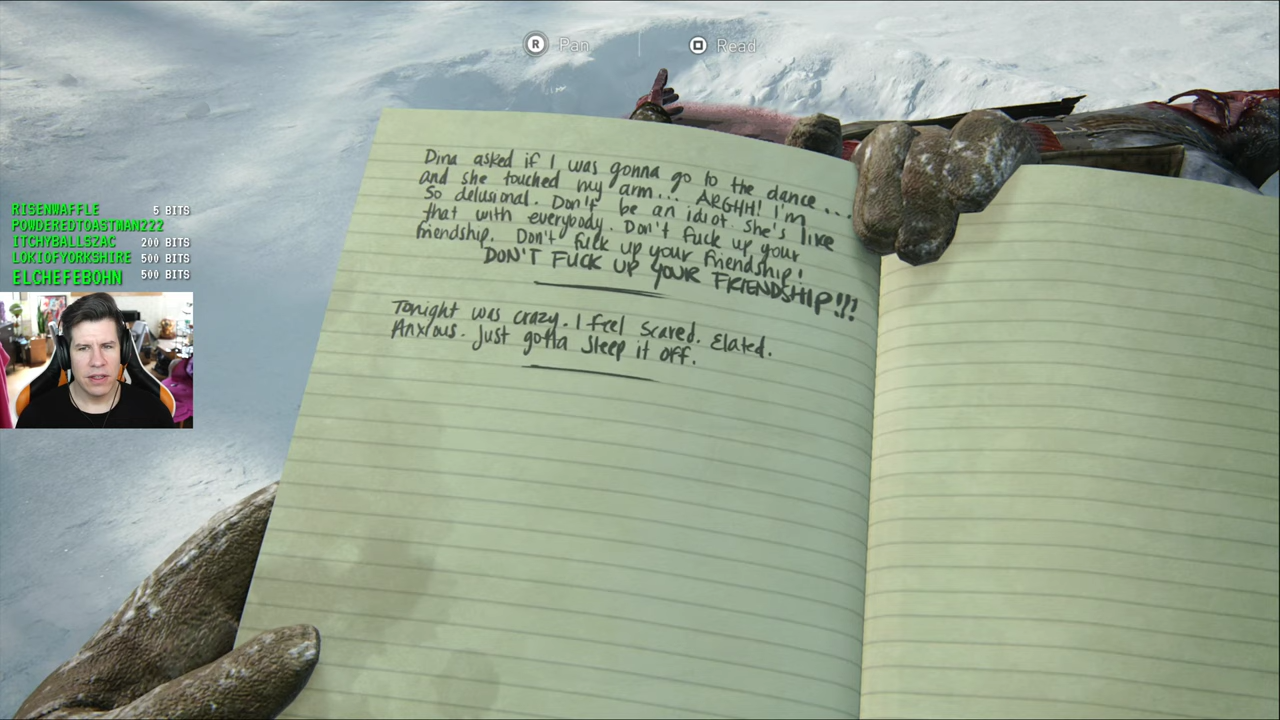 R Pan
Read
RISENWAFFLE 5 BITS
POWDEREDTOASTMAN222
ITCHYBALLSZAC 200 BITS
LOKIOFYORKSHIRE 500 BITS
ELCHEFEBOHN 500 BITS
Dina asked if I was gonna go to the dance...
and she touched my arm... ARGHH! I'm
so delusional. Don't be an idiot. She's like
that with everybody. Don't fuck up your
friendship. Don't fuck up your friendship!
DON'T FUCK UP YOUR FRIENDSHIP!!!
Tonight was crazy. I feel scared. Elated.
Anxious. Just gotta sleep it off.